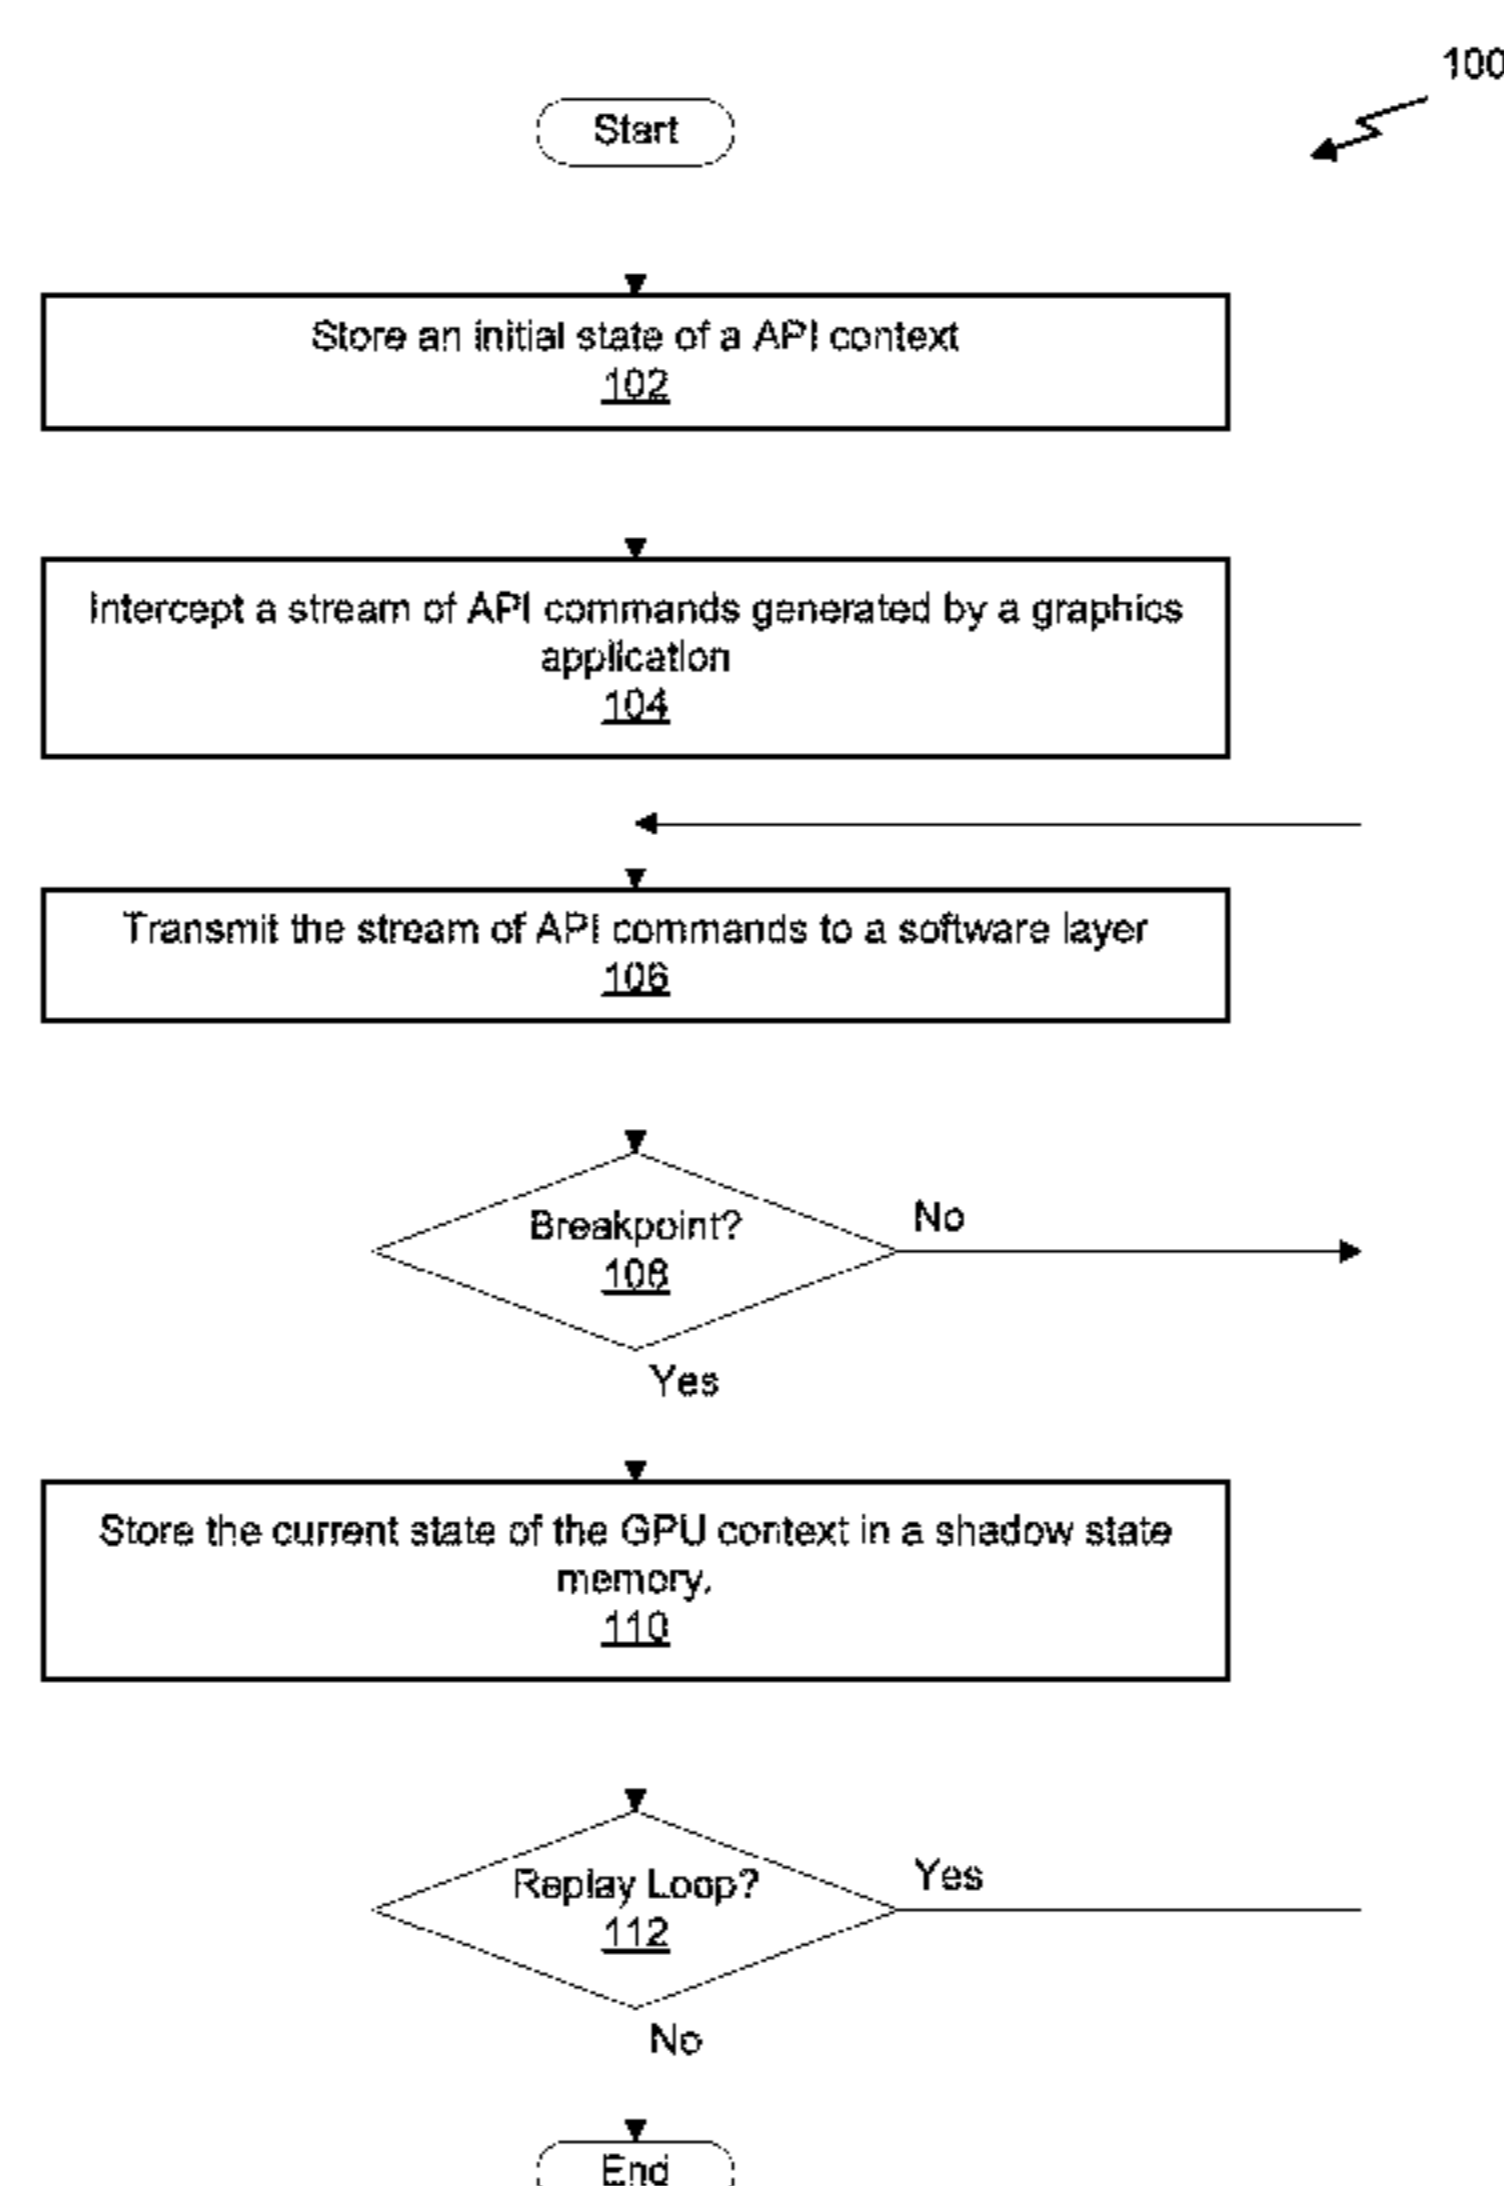 100
Start
Store an initial state of a API context
102
Intercept a stream of API commands generated by a graphics
application
104
Transmit the stream of API commands to a software layer
106
Breakpoint?
108
No
Yes
Store the current state of the GPU context in a shadow state
memory.
110
Replay Loop?
112
Yes
No
End